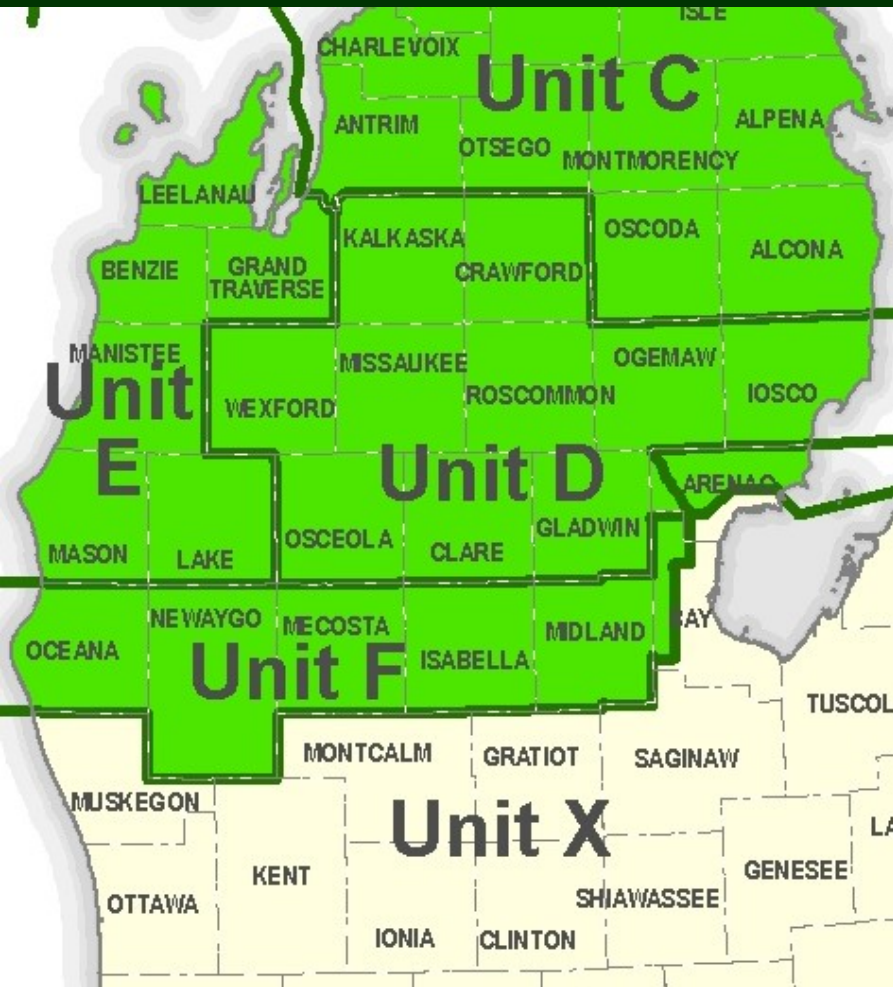 ISLE
CHARLEVOIX
Unit C
ANTRIM
OTSEGO
MONTMORENCY
ALPENA
LEELANAU
KALKASKA
CRAWFORD
OSCODA
ALCONA
BENZIE
GRAND
TRAVERSE
MANISTEE
Unit
E
WEXFORD
MISSAUKEE
ROSCOMMON
OGEMAW
IOSCO
Unit D
ARENAC
MASON
LAKE
OSCEOLA
CLARE
GLADWIN
OCEANA
NEWAYGO
MECOSTA
ISABELLA
MIDLAND
BAY
Unit F
TUSCOL
MONTCALM
GRATIOT
SAGINAW
MUSKEGON
Unit X
LA
KENT
GENESEE
OTTAWA
SHIAWASSEE
IONIA
CLINTON